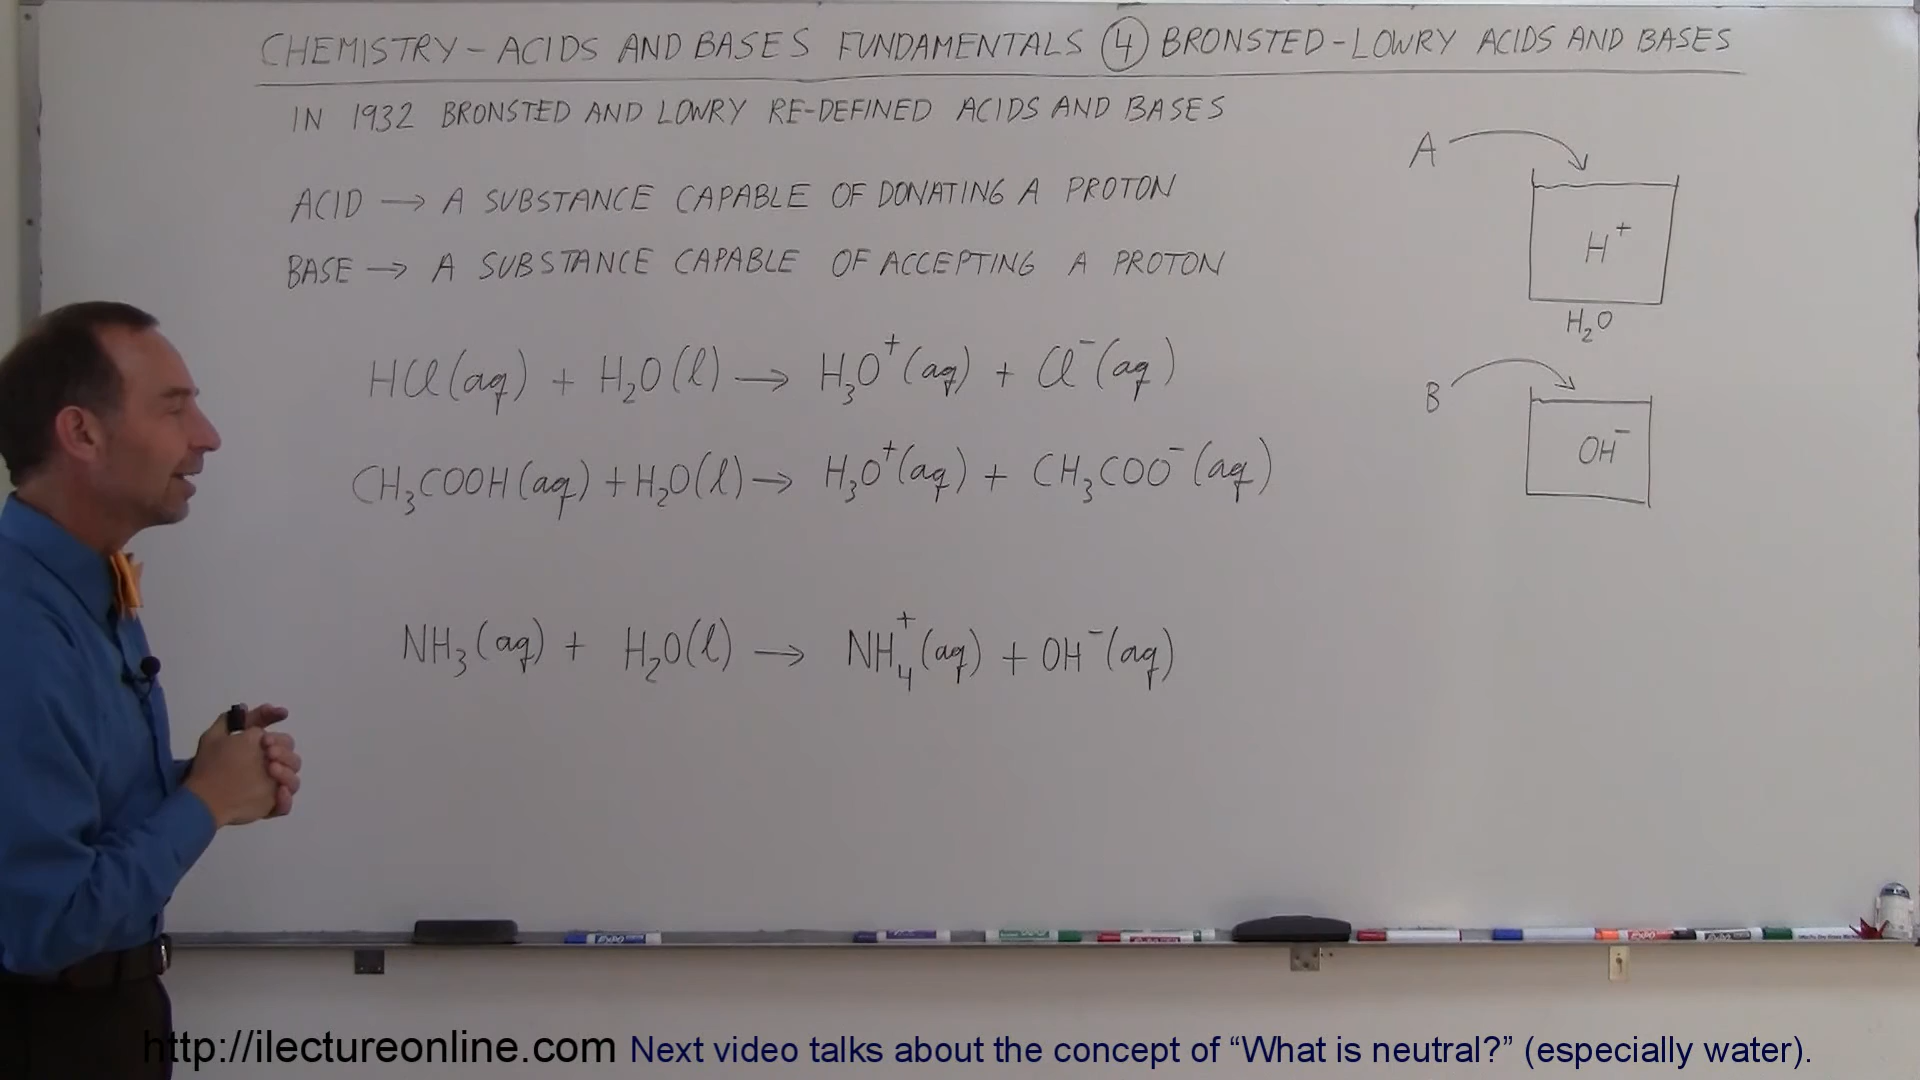 CHEMISTRY - ACIDS AND BASES FUNDAMENTALS ④ BRONSTED-LOWRY ACIDS AND BASES
IN 1932 BRONSTED AND LOWRY RE-DEFINED ACIDS AND BASES
ACID → A SUBSTANCE CAPABLE OF DONATING A PROTON
BASE → A SUBSTANCE CAPABLE OF ACCEPTING A PROTON
HCl(aq) + H₂O(l) → H₃O⁺(aq) + Cl⁻(aq)
CH₃COOH(aq) + H₂O(l) → H₃O⁺(aq) + CH₃COO⁻(aq)
NH₃(aq) + H₂O(l) → NH₄⁺(aq) + OH⁻(aq)
A
H⁺
H₂O
B
OH⁻
EXPO
EXPO
http://ilectureonline.com Next video talks about the concept of “What is neutral?” (especially water).